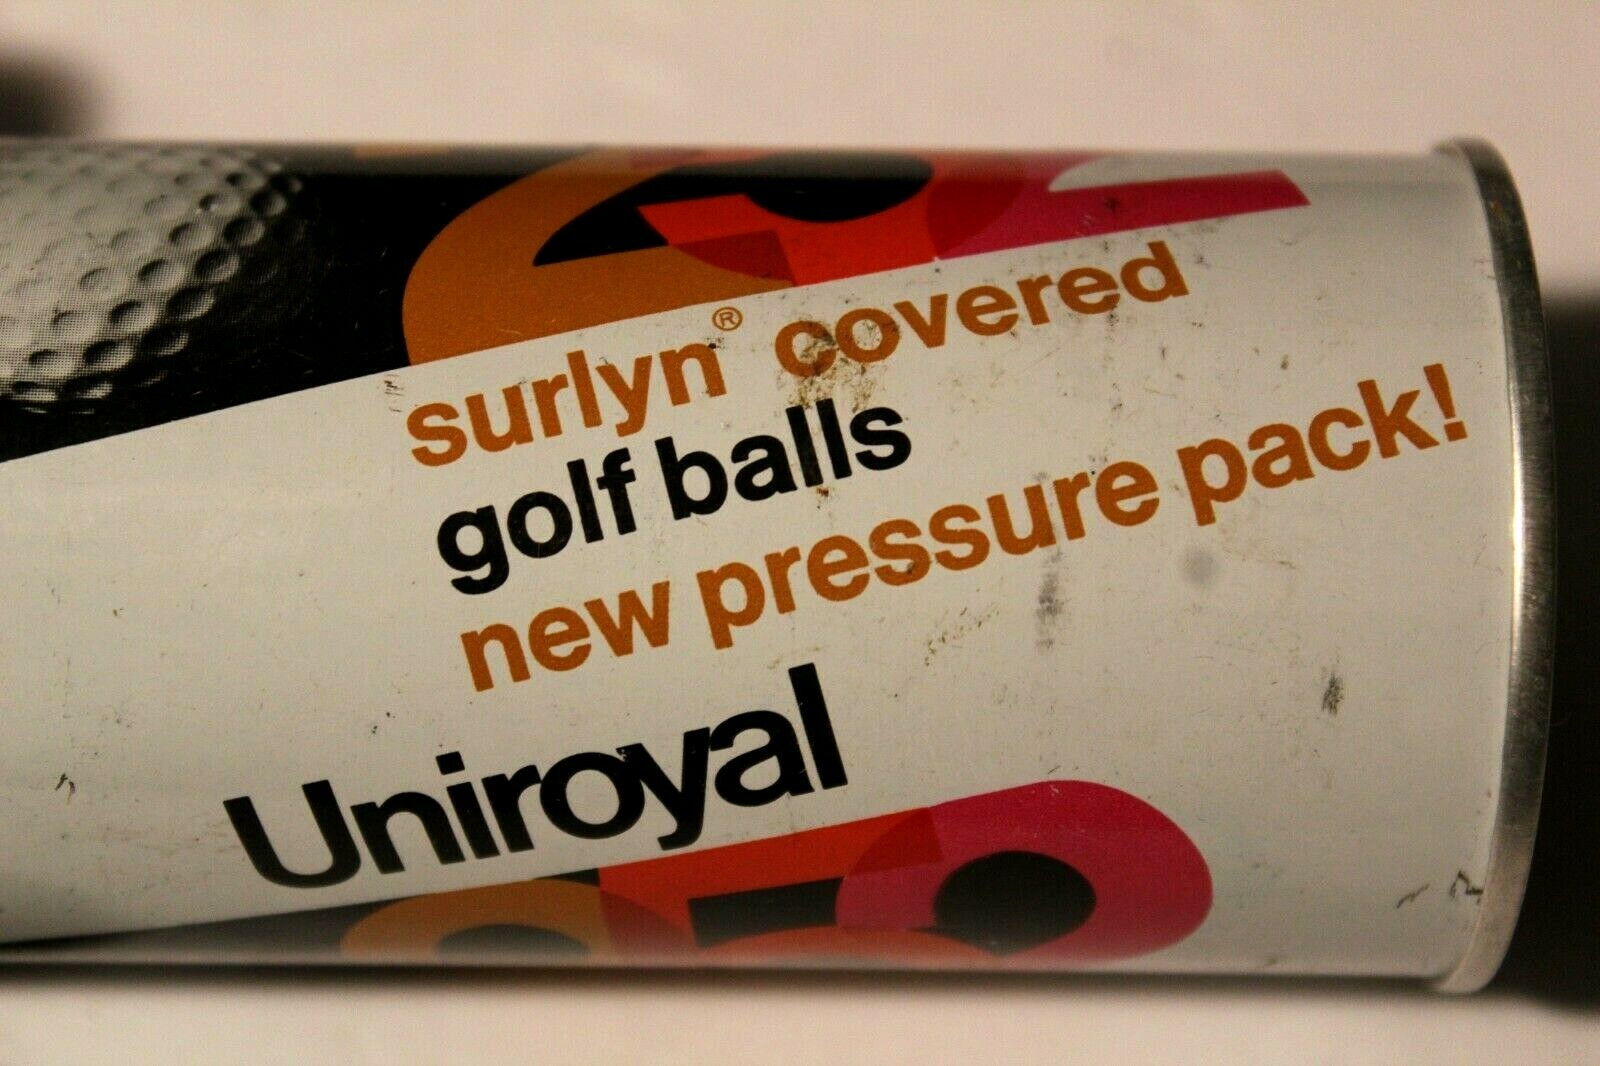 surlyn® covered
golf balls
new pressure pack!
Uniroyal